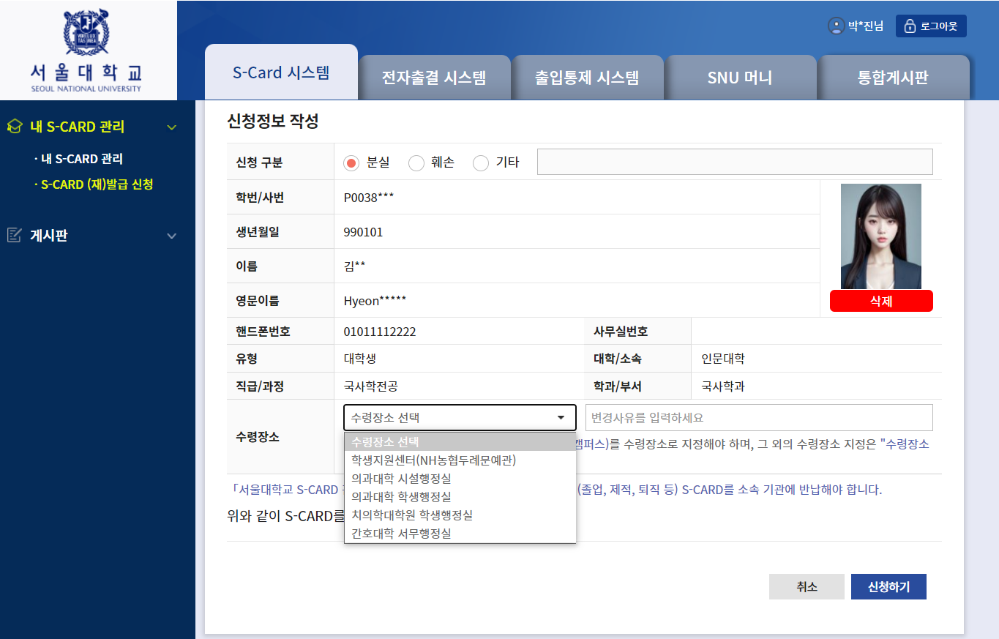 서울대학교
SEOUL NATIONAL UNIVERSITY
박*진님
로그아웃
S-Card 시스템
전자출결 시스템
출입통제 시스템
SNU 머니
통합게시판
내 S-CARD 관리
· 내 S-CARD 관리
· S-CARD (재)발급 신청
게시판
신청정보 작성
신청 구분 분실 훼손 기타
학번/사번 P0038***
생년월일 990101
이름 김**
영문이름 Hyeon*****
삭제
핸드폰번호 01011112222 사무실번호
유형 대학생 대학/소속 인문대학
직급/과정 국사학전공 학과/부서 국사학과
수령장소 수령장소 선택 변경사유를 입력하세요
수령장소 선택
학생지원센터(NH농협두레문예관)
의과대학 시설행정실
의과대학 학생행정실
치의학대학원 학생행정실
간호대학 서무행정실
캠퍼스)를 수령장소로 지정해야 하며, 그 외의 수령장소 지정은 "수령장소
「서울대학교 S-CARD (졸업, 제적, 퇴직 등) S-CARD를 소속 기관에 반납해야 합니다.
위와 같이 S-CARD를
취소
신청하기